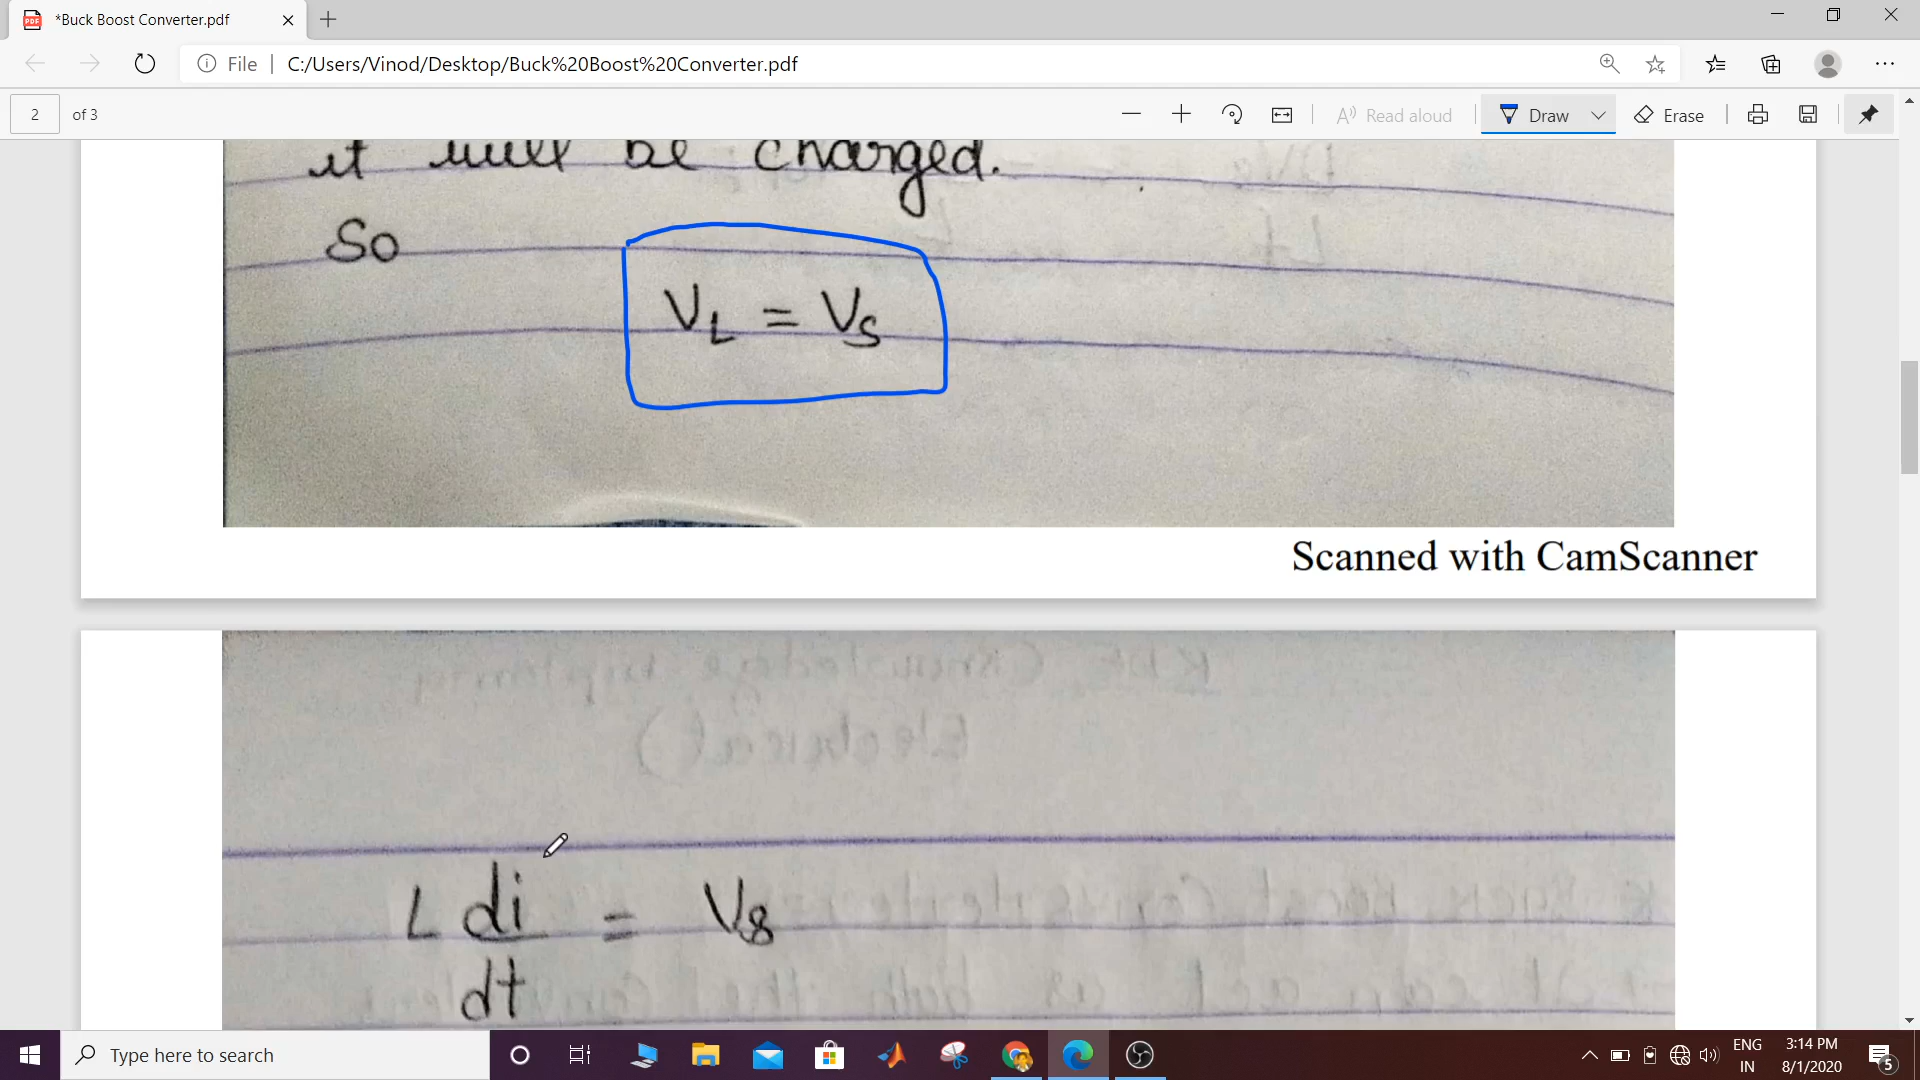 *Buck Boost Converter.pdf
File C:/Users/Vinod/Desktop/Buck%20Boost%20Converter.pdf
2 of 3 Read aloud Draw Erase
it will be charged.
So
V_L = V_S
Scanned with CamScanner
L di = Vs
dt
Type here to search
ENG 3:14 PM
IN 8/1/2020 5